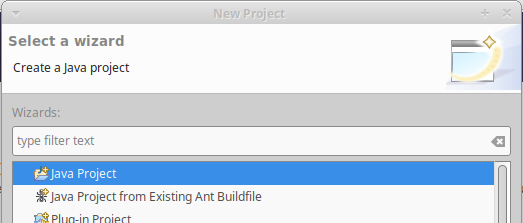 New Project
Select a wizard
Create a Java project
Wizards:
type filter text
Java Project
Java Project from Existing Ant Buildfile
Plug-in Project